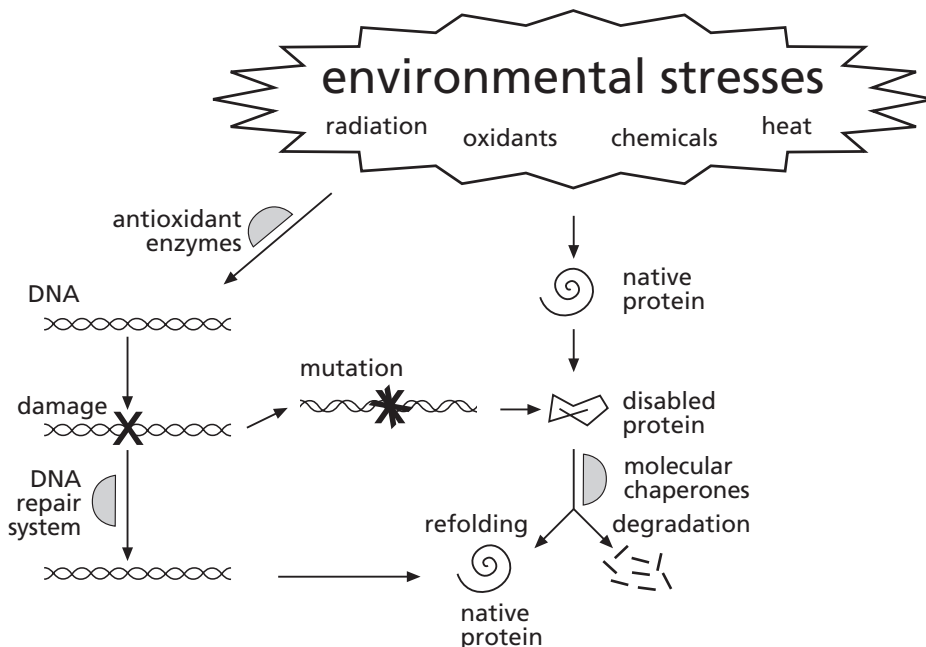 environmental stresses
radiation
oxidants
chemicals
heat
antioxidant
enzymes
native
protein
DNA
mutation
damage
disabled
protein
DNA
repair
system
molecular
chaperones
refolding
degradation
native
protein